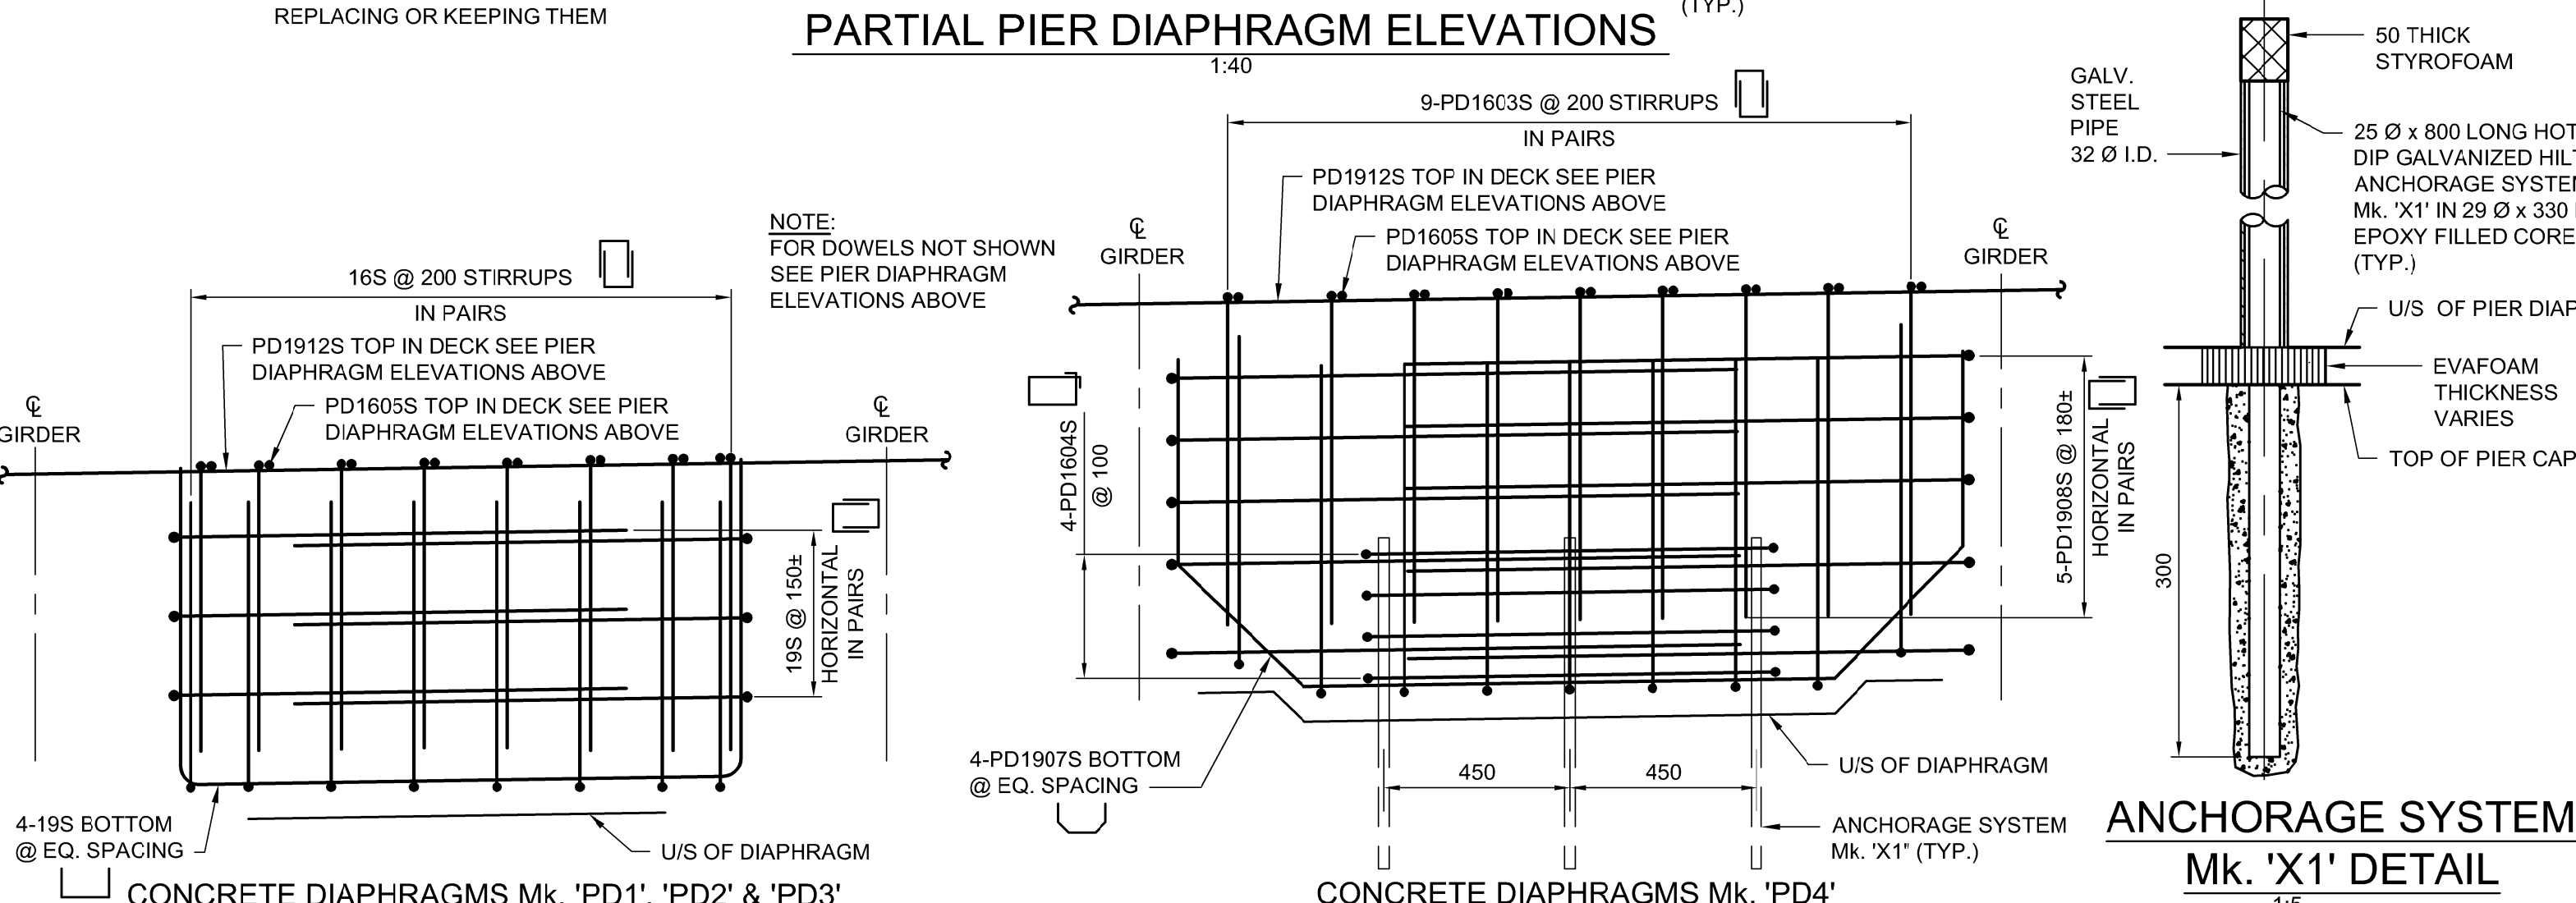 REPLACING OR KEEPING THEM
(TYP.)
PARTIAL PIER DIAPHRAGM ELEVATIONS
1:40
16S @ 200 STIRRUPS
IN PAIRS
PD1912S TOP IN DECK SEE PIER
DIAPHRAGM ELEVATIONS ABOVE
PD1605S TOP IN DECK SEE PIER
DIAPHRAGM ELEVATIONS ABOVE
℄
GIRDER
℄
GIRDER
19S @ 150±
HORIZONTAL
IN PAIRS
4-19S BOTTOM
@ EQ. SPACING
U/S OF DIAPHRAGM
CONCRETE DIAPHRAGMS Mk. 'PD1', 'PD2' & 'PD3'
NOTE:
FOR DOWELS NOT SHOWN
SEE PIER DIAPHRAGM
ELEVATIONS ABOVE
9-PD1603S @ 200 STIRRUPS
IN PAIRS
PD1912S TOP IN DECK SEE PIER
DIAPHRAGM ELEVATIONS ABOVE
PD1605S TOP IN DECK SEE PIER
DIAPHRAGM ELEVATIONS ABOVE
℄
GIRDER
℄
GIRDER
4-PD1604S
@ 100
5-PD1908S @ 180±
HORIZONTAL
IN PAIRS
4-PD1907S BOTTOM
@ EQ. SPACING
450
450
U/S OF DIAPHRAGM
ANCHORAGE SYSTEM
Mk. 'X1" (TYP.)
CONCRETE DIAPHRAGMS Mk. 'PD4'
50 THICK
STYROFOAM
GALV.
STEEL
PIPE
32 Ø I.D.
25 Ø x 800 LONG HOT
DIP GALVANIZED
ANCHORAGE
Mk. 'X1' IN 29 Ø x 330
EPOXY FILLED CORE
(TYP.)
U/S OF PIER
EVAFOAM
THICKNESS
VARIES
TOP OF PIER CAP
300
ANCHORAGE SYSTEM
Mk. 'X1' DETAIL
1:5